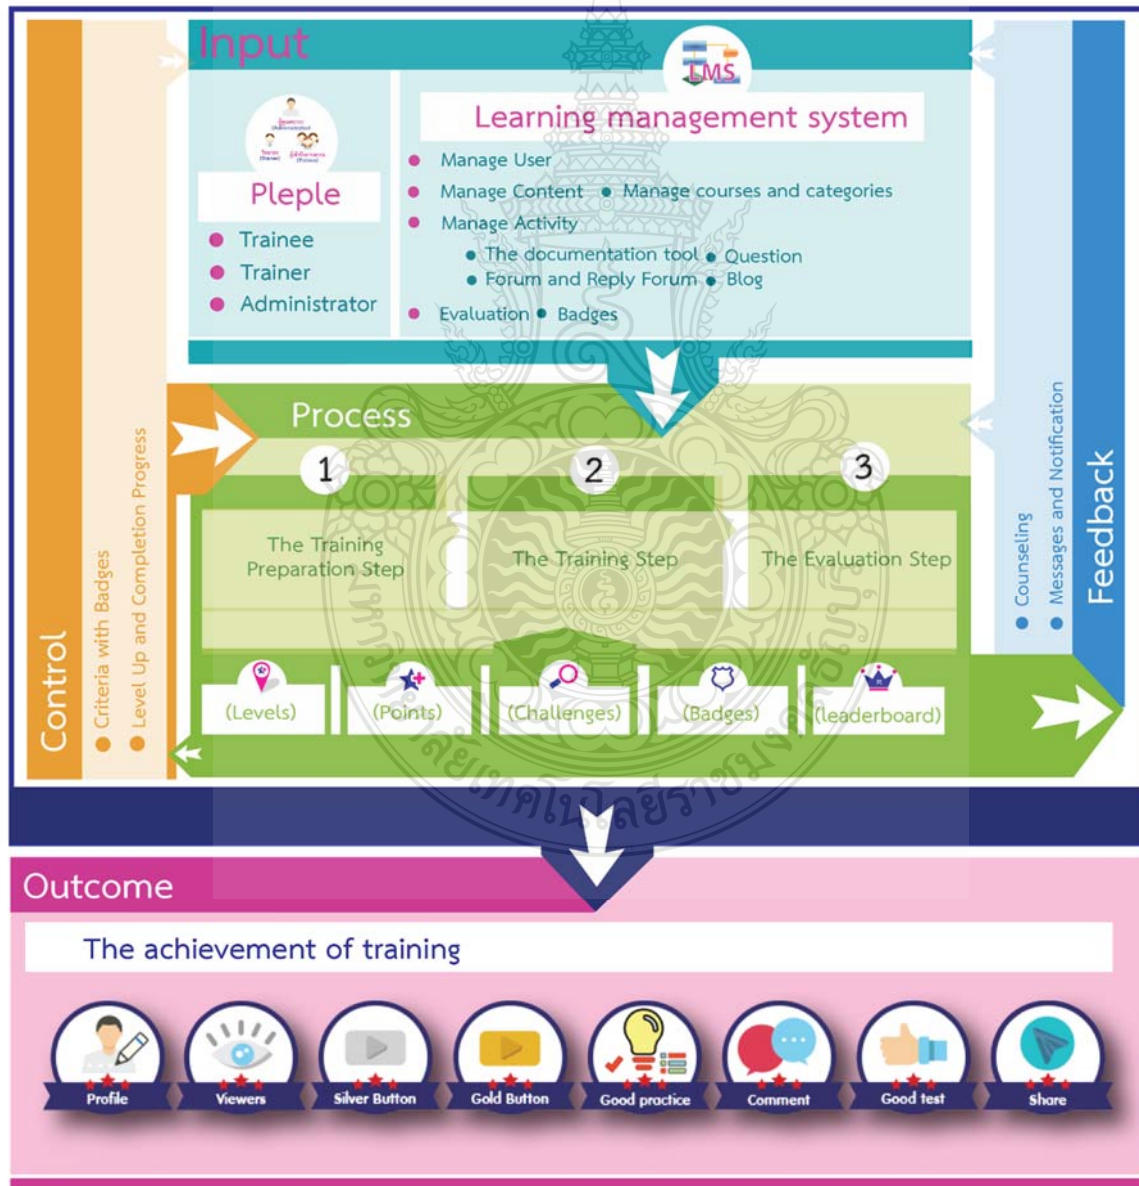 Input
LMS
Learning management system
Pleple
Trainee
Trainer
Administrator
Manage User
Manage Content • Manage courses and categories
Manage Activity
The documentation tool • Question
Forum and Reply Forum • Blog
Evaluation • Badges
Control
Criteria with Badges
Level Up and Completion Progress
Process
1
2
3
The Training
Preparation Step
The Training Step
The Evaluation Step
(Levels)
(Points)
(Challenges)
(Badges)
(leaderboard)
Counseling
Messages and Notification
Feedback
Outcome
The achievement of training
Profile
Viewers
Silver Button
Gold Button
Good practice
Comment
Good test
Share